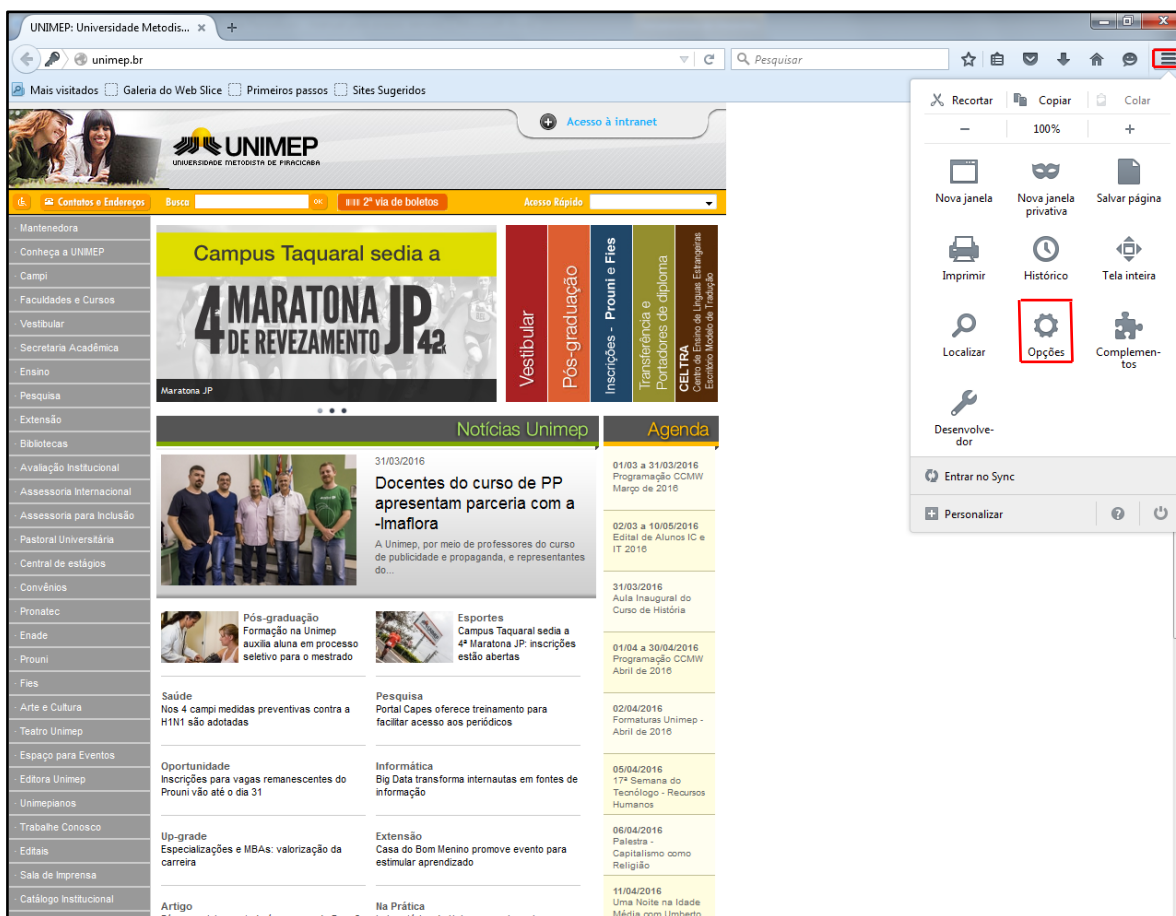 UNIMEP: Universidade Metodis...
unimep.br
Pesquisar
Mais visitados
Galeria do Web Slice
Primeiros passos
Sites Sugeridos
Recortar
Copiar
Colar
100%
Nova janela
Nova janela
privativa
Salvar página
Imprimir
Histórico
Tela inteira
Localizar
Opções
Complemen-
tos
Desenvolve-
dor
Entrar no Sync
Personalizar
UNIMEP
UNIVERSIDADE METODISTA DE PIRACICABA
Acesso à intranet
Contatos e Endereços
Busca
OK
2ª via de boletos
Acesso Rápido
Mantenedora
Conheça a UNIMEP
Campi
Faculdades e Cursos
Vestibular
Secretaria Acadêmica
Ensino
Pesquisa
Extensão
Bibliotecas
Avaliação Institucional
Assessoria Internacional
Assessoria para Inclusão
Pastoral Universitária
Central de estágios
Convênios
Pronatec
Enade
Prouni
Fies
Arte e Cultura
Teatro Unimep
Espaço para Eventos
Editora Unimep
Unimepianos
Trabalhe Conosco
Editais
Sala de Imprensa
Catálogo Institucional
Campus Taquaral sedia a
4ª MARATONA JP
DE REVEZAMENTO 42k
Maratona JP
Vestibular
Pós-graduação
Inscrições - Prouni e Fies
Transferência e
Portadores de diploma
CELTRA
Centro de Ensino de Línguas Estrangeiras
Escritório Modelo de Tradução
Notícias Unimep
31/03/2016
Docentes do curso de PP
apresentam parceria com a
-Imaflora
A Unimep, por meio de professores do curso
de publicidade e propaganda, e representantes
do...
Pós-graduação
Formação na Unimep
auxilia aluna em processo
seletivo para o mestrado
Esportes
Campus Taquaral sedia a
4ª Maratona JP: inscrições
estão abertas
Saúde
Nos 4 campi medidas preventivas contra a
H1N1 são adotadas
Pesquisa
Portal Capes oferece treinamento para
facilitar acesso aos periódicos
Oportunidade
Inscrições para vagas remanescentes do
Prouni vão até o dia 31
Informática
Big Data transforma internautas em fontes de
informação
Up-grade
Especializações e MBAs: valorização da
carreira
Extensão
Casa do Bom Menino promove evento para
estimular aprendizado
Artigo
Na Prática
Agenda
01/03 a 31/03/2016
Programação CCMW
Março de 2016
02/03 a 10/05/2016
Edital de Alunos IC e
IT 2016
31/03/2016
Aula Inaugural do
Curso de História
01/04 a 30/04/2016
Programação CCMW
Abril de 2016
02/04/2016
Formaturas Unimep -
Abril de 2016
05/04/2016
17ª Semana do
Tecnólogo - Recursos
Humanos
06/04/2016
Palestra -
Capitalismo como
Religião
11/04/2016
Uma Noite na Idade
Média com Umberto